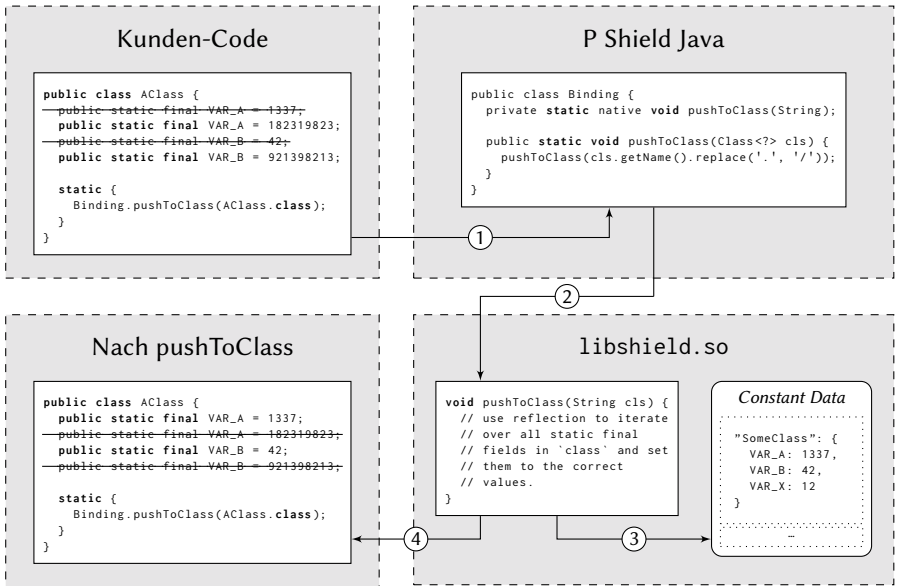 Kunden-Code
public class AClass {
public static final VAR_A = 1337;
public static final VAR_A = 182319823;
public static final VAR_B = 42;
public static final VAR_B = 921398213;
static {
Binding.pushToClass(AClass.class);
}
}
P Shield Java
public class Binding {
private static native void pushToClass(String);
public static void pushToClass(Class<?> cls) {
pushToClass(cls.getName().replace('.', '/'));
}
}
1
2
Nach pushToClass
public class AClass {
public static final VAR_A = 1337;
public static final VAR_A = 182319823;
public static final VAR_B = 42;
public static final VAR_B = 921398213;
static {
Binding.pushToClass(AClass.class);
}
}
libshield.so
void pushToClass(String cls) {
// use reflection to iterate
// over all static final
// fields in `class` and set
// them to the correct
// values.
}
Constant Data
"SomeClass": {
VAR_A: 1337,
VAR_B: 42,
VAR_X: 12
}
…
4
3